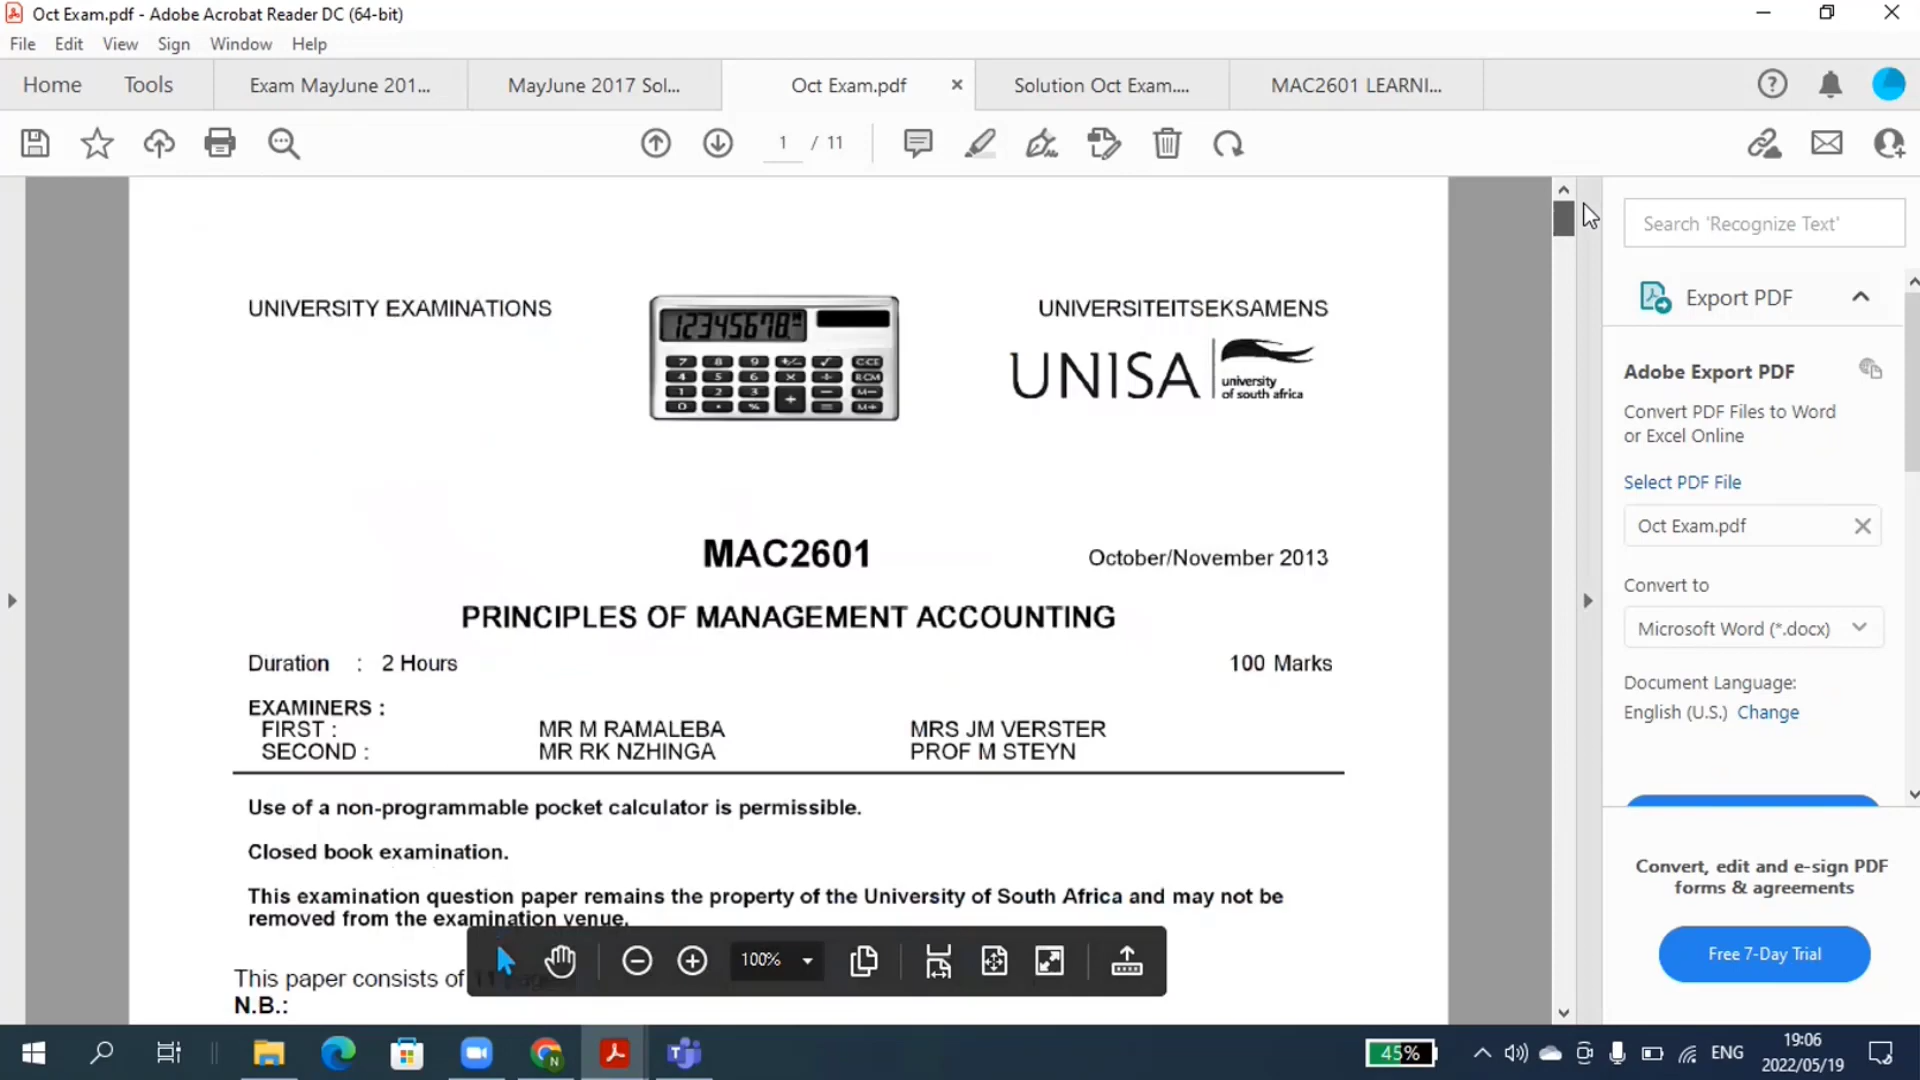 Oct Exam.pdf - Adobe Acrobat Reader DC (64-bit)
File Edit View Sign Window Help
Home Tools Exam MayJune 201... MayJune 2017 Sol... Oct Exam.pdf Solution Oct Exam.... MAC2601 LEARNI...
1 / 11
Search 'Recognize Text'
Export PDF
Adobe Export PDF
Convert PDF Files to Word
or Excel Online
Select PDF File
Oct Exam.pdf
Convert to
Microsoft Word (*.docx)
Document Language:
English (U.S.) Change
Convert, edit and e-sign PDF
forms & agreements
Free 7-Day Trial
UNIVERSITY EXAMINATIONS
12345678
UNIVERSITEITSEKSAMENS
UNISA university
of south africa
MAC2601 October/November 2013
PRINCIPLES OF MANAGEMENT ACCOUNTING
Duration : 2 Hours 100 Marks
EXAMINERS :
FIRST : MR M RAMALEBA MRS JM VERSTER
SECOND : MR RK NZHINGA PROF M STEYN
Use of a non-programmable pocket calculator is permissible.
Closed book examination.
This examination question paper remains the property of the University of South Africa and may not be
removed from the examination venue.
This paper consists of 11
N.B.:
100%
45%
ENG
19:06
2022/05/19